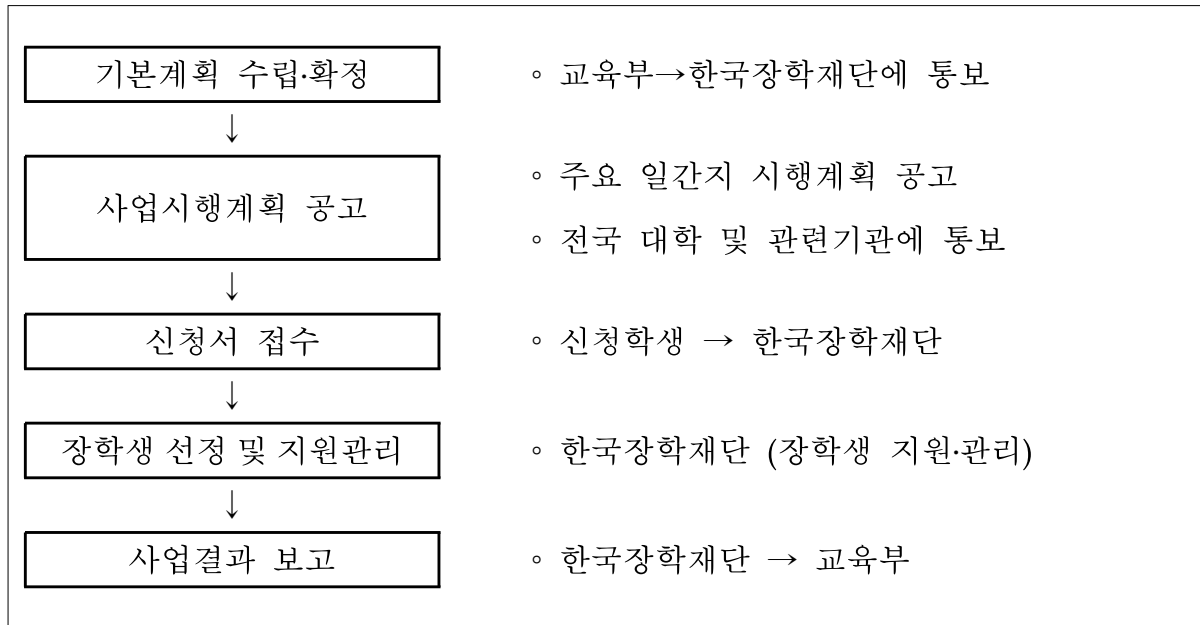 기본계획 수립·확정
◦ 교육부→한국장학재단에 통보
↓
사업시행계획 공고
◦ 주요 일간지 시행계획 공고
◦ 전국 대학 및 관련기관에 통보
↓
신청서 접수
◦ 신청학생 → 한국장학재단
↓
장학생 선정 및 지원관리
◦ 한국장학재단 (장학생 지원·관리)
↓
사업결과 보고
◦ 한국장학재단 → 교육부